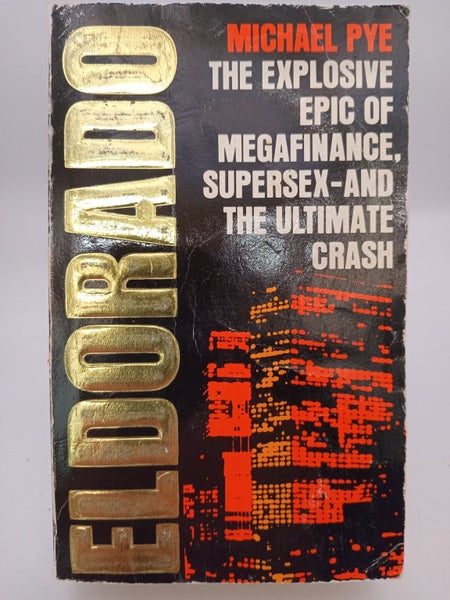 ELDORADO
MICHAEL PYE
THE EXPLOSIVE
EPIC OF
MEGAFINANCE,
SUPERSEX-AND
THE ULTIMATE
CRASH